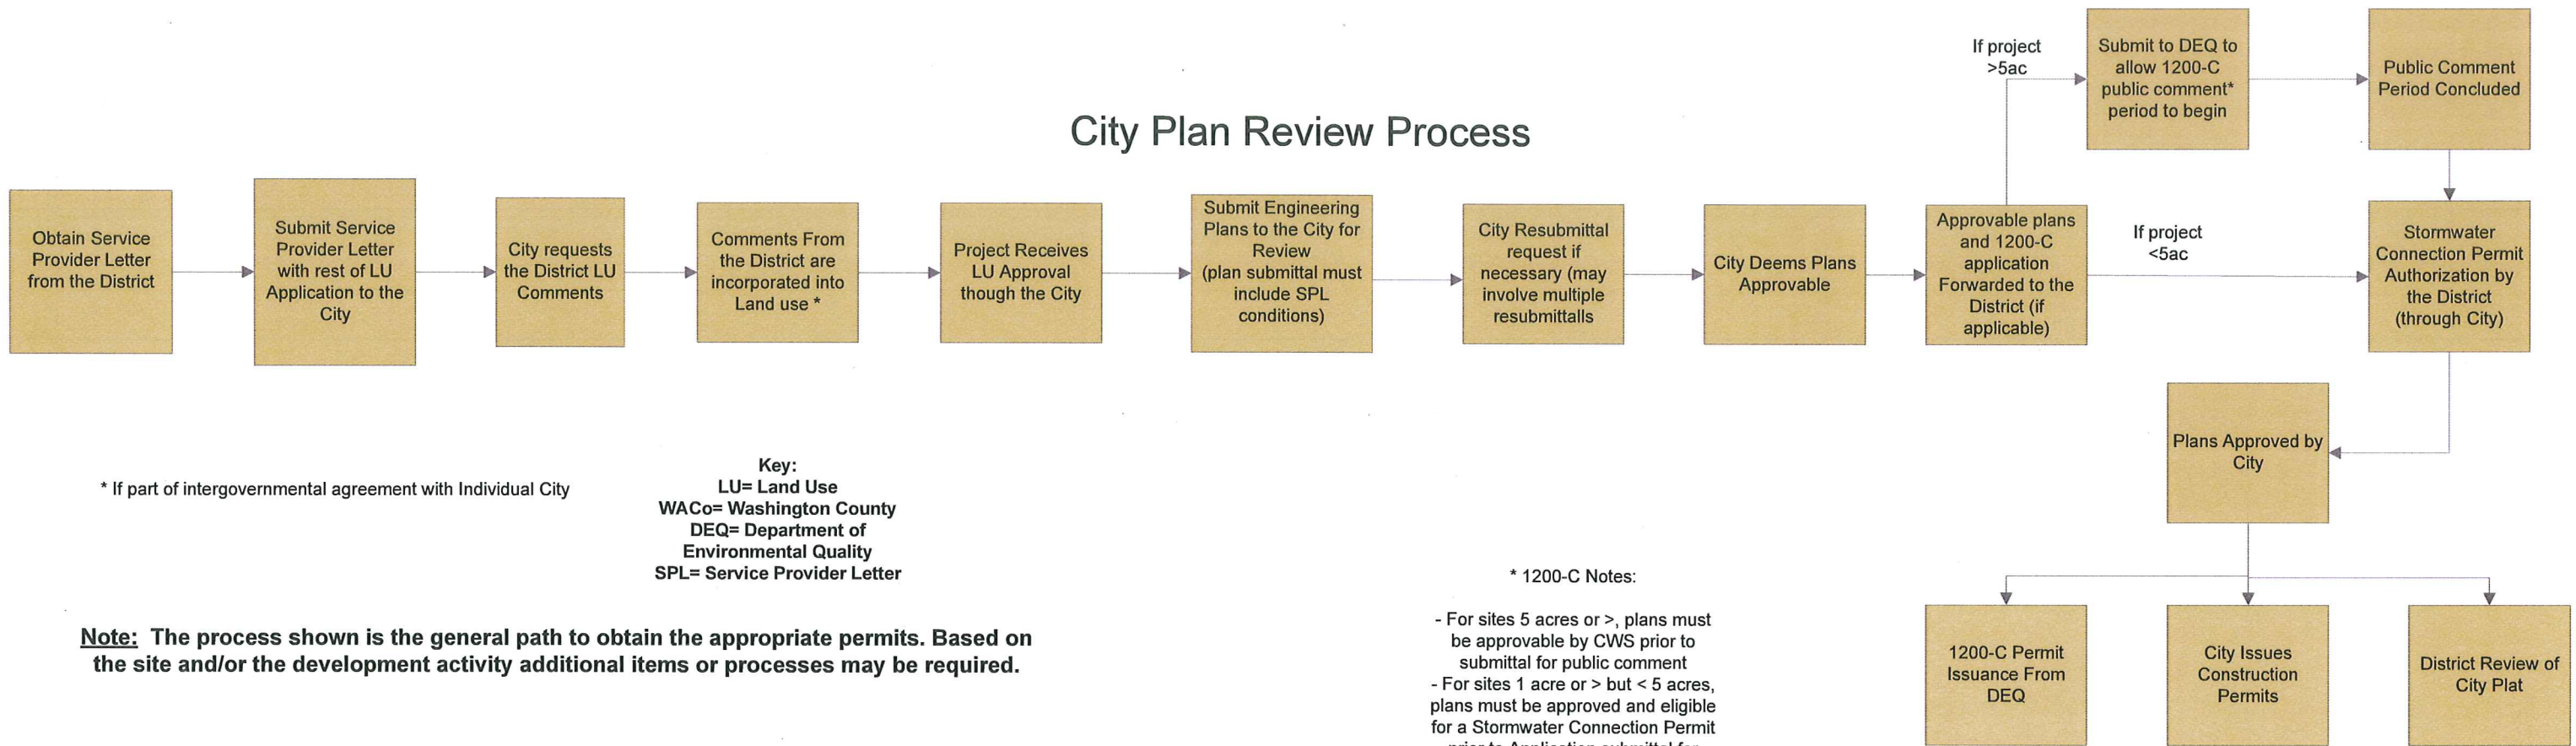 City Plan Review Process
Obtain Service
Provider Letter
from the District
Submit Service
Provider Letter
with rest of LU
Application to the
City
City requests
the District LU
Comments
Comments From
the District are
incorporated into
Land use *
Project Receives
LU Approval
though the City
Submit Engineering
Plans to the City for
Review
(plan submittal must
include SPL
conditions)
City Resubmittal
request if
necessary (may
involve multiple
resubmittalls
City Deems Plans
Approvable
Approvable plans
and 1200-C
application
Forwarded to the
District (if
applicable)
If project
>5ac
Submit to DEQ to
allow 1200-C
public comment*
period to begin
Public Comment
Period Concluded
If project
<5ac
Stormwater
Connection Permit
Authorization by
the District
(through City)
Plans Approved by
City
1200-C Permit
Issuance From
DEQ
City Issues
Construction
Permits
District Review of
City Plat
* If part of intergovernmental agreement with Individual City
Key:
LU= Land Use
WACo= Washington County
DEQ= Department of
Environmental Quality
SPL= Service Provider Letter
Note: The process shown is the general path to obtain the appropriate permits. Based on
the site and/or the development activity additional items or processes may be required.
* 1200-C Notes:
- For sites 5 acres or >, plans must
be approvable by CWS prior to
submittal for public comment
- For sites 1 acre or > but < 5 acres,
plans must be approved and eligible
for a Stormwater Connection Permit
prior to Application submittal for